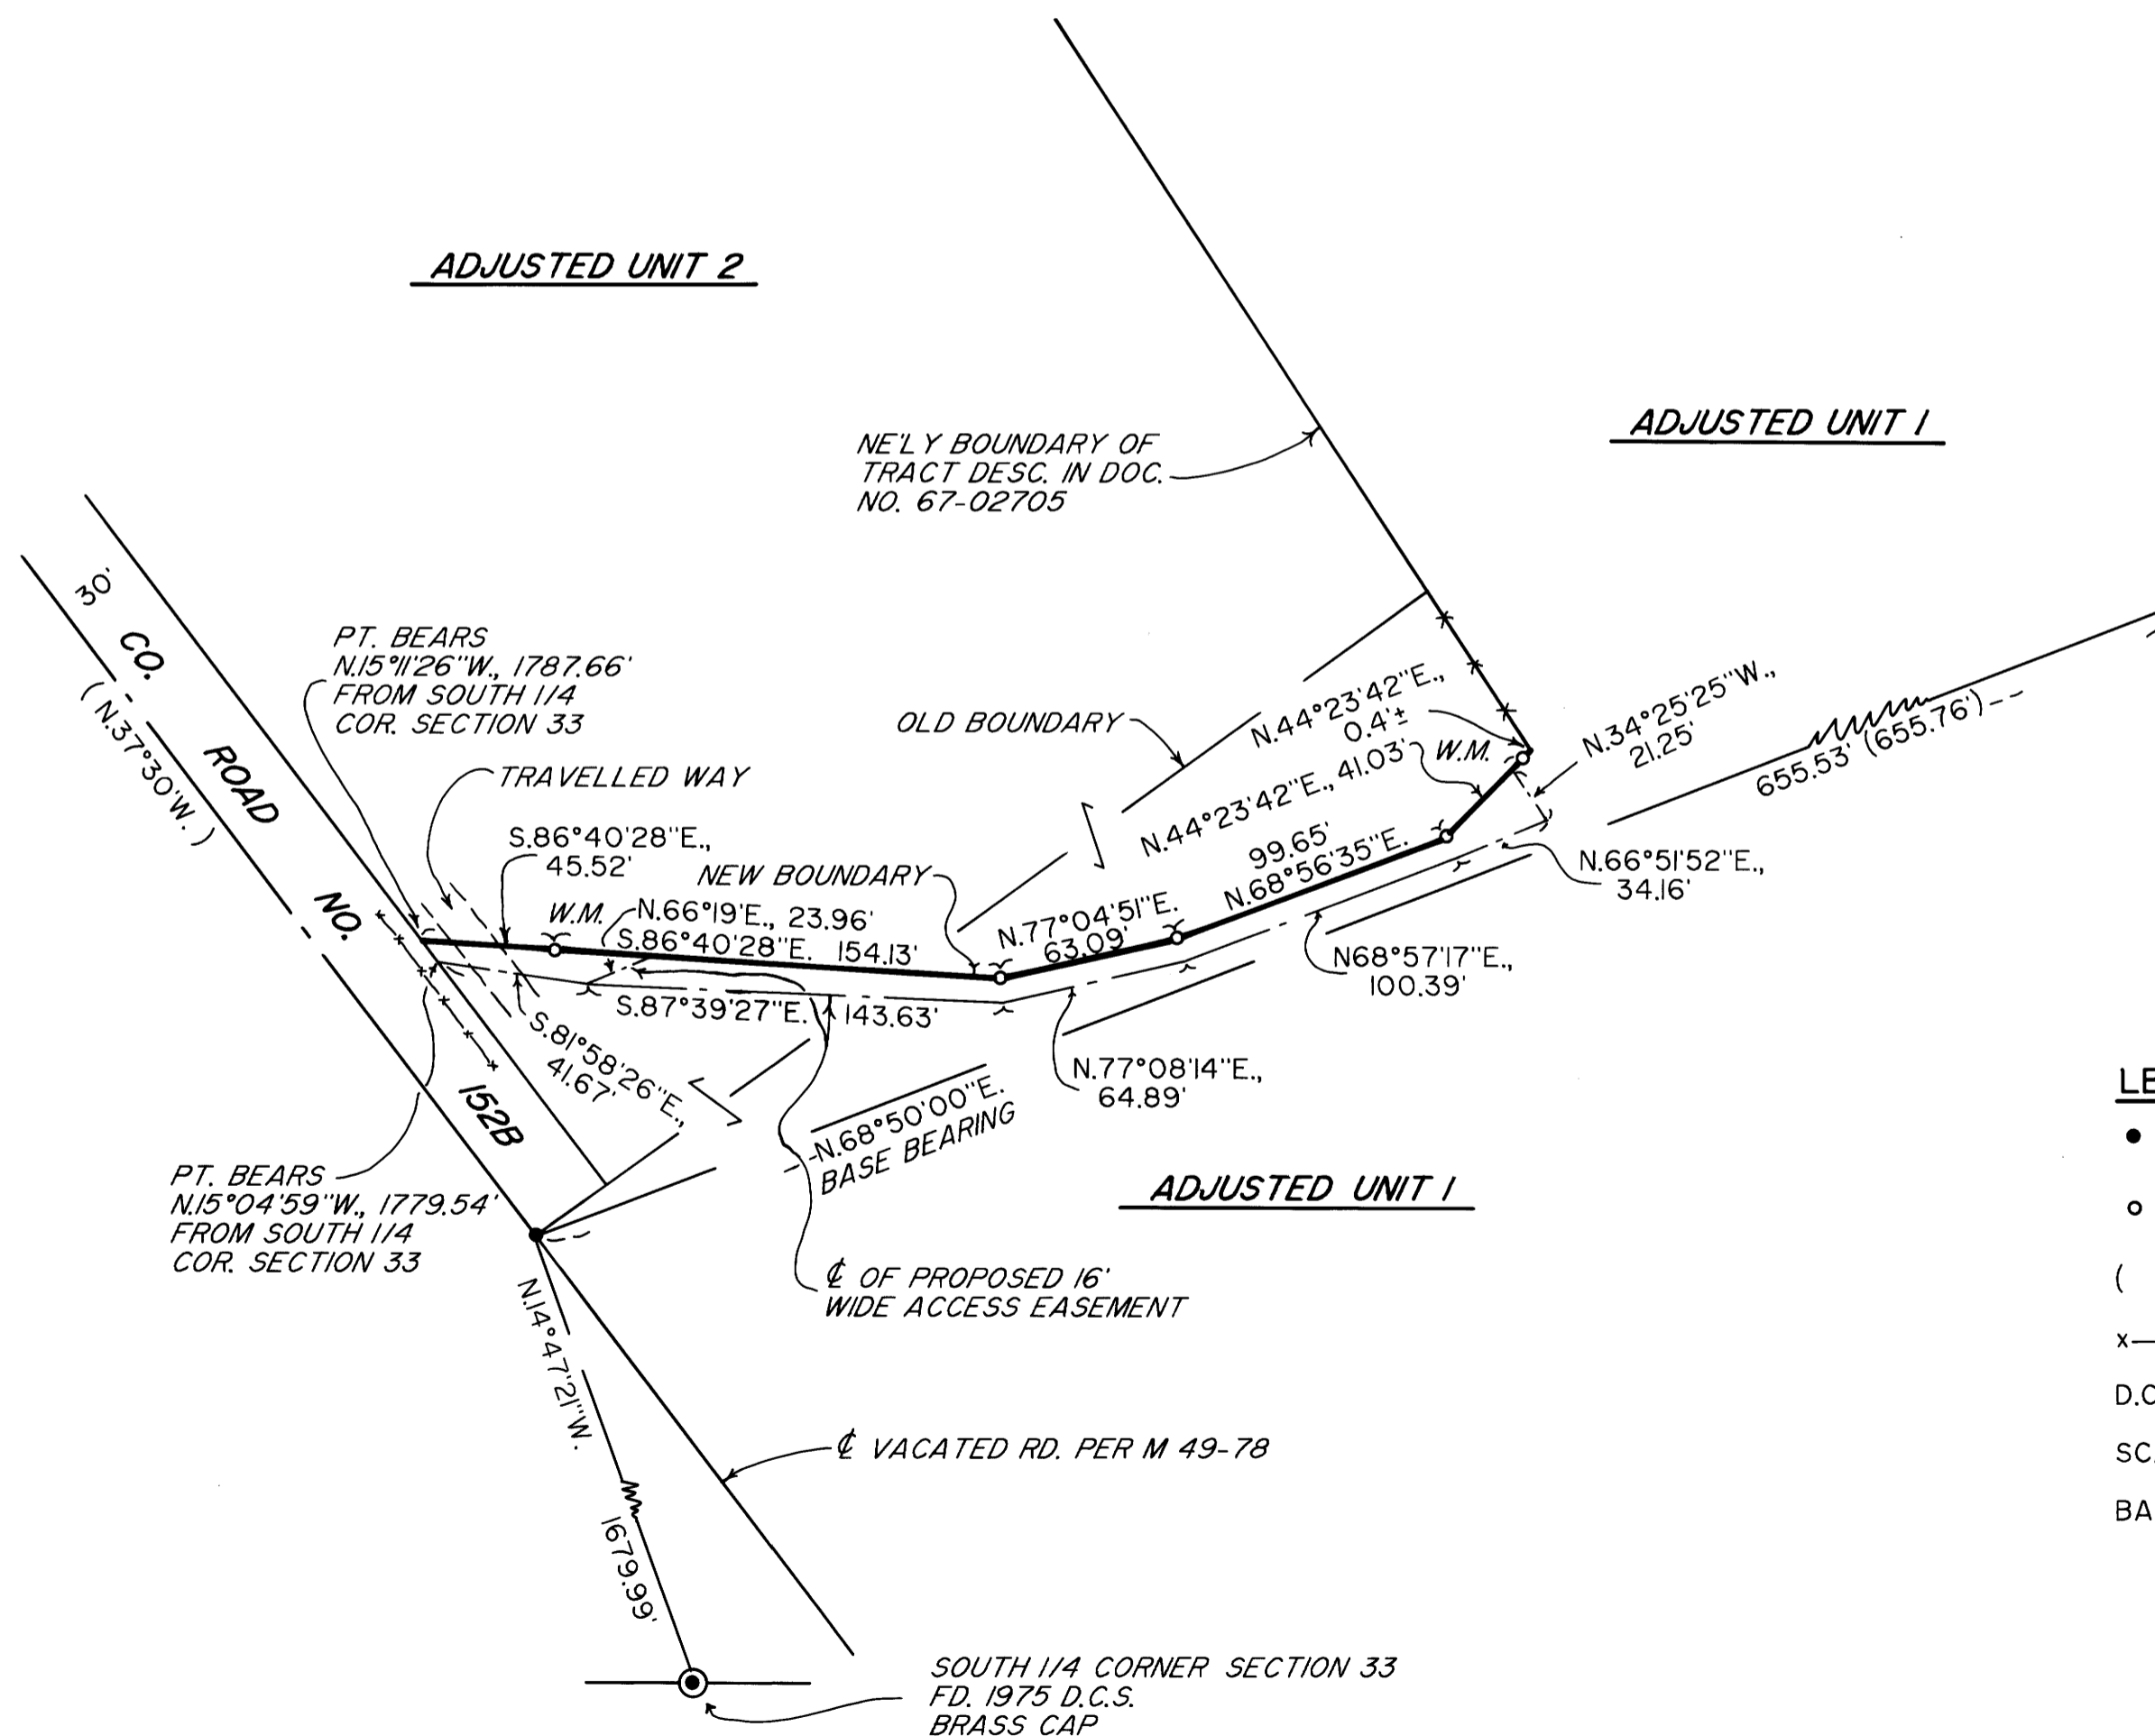 ADJUSTED UNIT 2
NE'LY BOUNDARY OF
TRACT DESC. IN DOC.
NO. 67-02705
ADJUSTED UNIT 1
30'
CO.
ROAD
NO.
152B
(N.37°30'W.)
PT. BEARS
N.15°11'26"W., 1787.66'
FROM SOUTH 1/4
COR. SECTION 33
TRAVELLED WAY
OLD BOUNDARY
N.44°23'42"E.,
0.4'±
N.44°23'42"E., 41.03'
W.M.
N.34°25'25"W.,
21.25'
655.53' (655.76')
S.86°40'28"E.,
45.52'
NEW BOUNDARY
W.M.
N.66°19'E., 23.96'
S.86°40'28"E. 154.13'
N.77°04'51"E.
63.09'
99.65'
N.68°56'35"E.
N.66°51'52"E.,
34.16'
N68°57'17"E.,
100.39'
S.87°39'27"E. 143.63'
S.81°58'26"E.,
41.67'
N.77°08'14"E.,
64.89'
N.68°50'00"E.
BASE BEARING
PT. BEARS
N.15°04'59"W., 1779.54'
FROM SOUTH 1/4
COR. SECTION 33
ADJUSTED UNIT 1
℄ OF PROPOSED 16'
WIDE ACCESS EASEMENT
N.14°47'21"W.
1679.99'
℄ VACATED RD. PER M 49-78
SOUTH 1/4 CORNER SECTION 33
FD. 1975 D.C.S.
BRASS CAP
LE
(
x
D.C
SC
BA